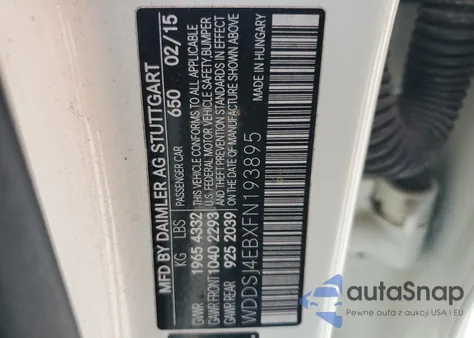 MFD BY DAIMLER AG STUTTGART
PASSENGER CAR 650 02/15
KG LBS
GVWR 1965 4332
GAWR FRONT 1040 2293
GAWR REAR 925 2039
THIS VEHICLE CONFORMS TO ALL APPLICABLE
U.S. FEDERAL MOTOR VEHICLE SAFETY, BUMPER
AND THEFT PREVENTION STANDARDS IN EFFECT
ON THE DATE OF MANUFACTURE SHOWN ABOVE
MADE IN HUNGARY
WDDSJ4EBXFN193895
autoSnap
Pewne auta z aukcji USA i EU